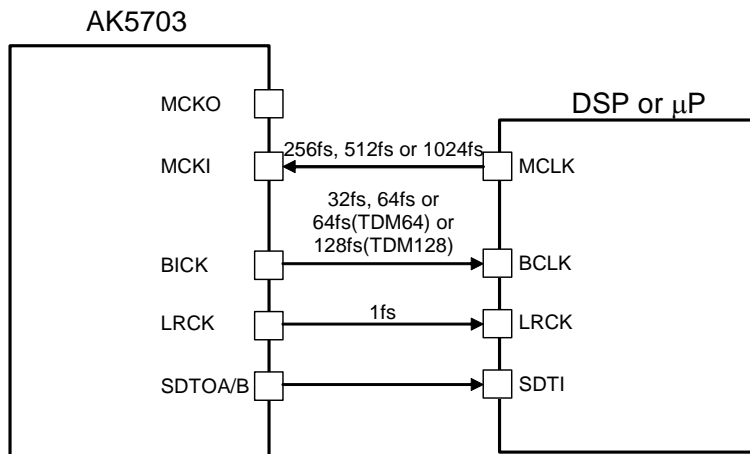 AK5703
DSP or μP
MCKO
MCKI
256fs, 512fs or 1024fs
MCLK
32fs, 64fs or
64fs(TDM64) or
128fs(TDM128)
BICK
BCLK
LRCK
1fs
LRCK
SDTOA/B
SDTI